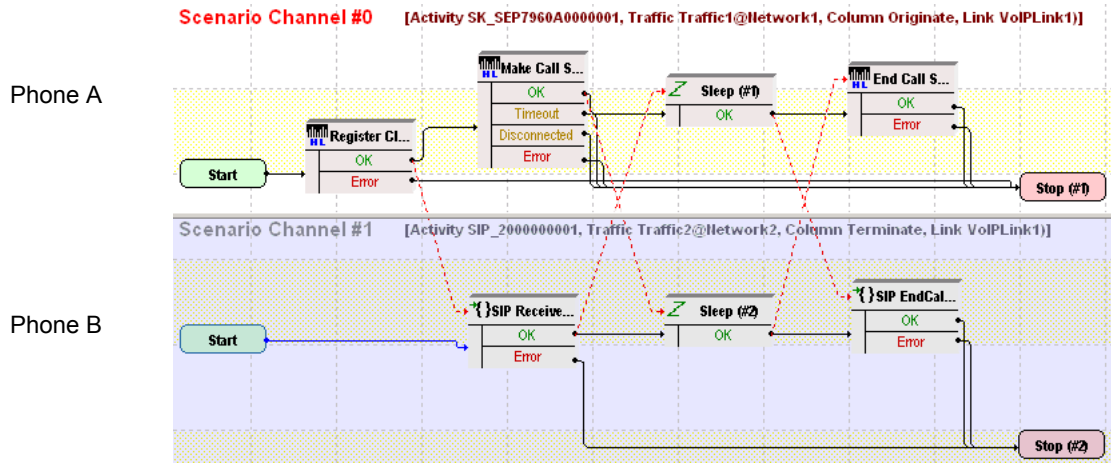 Scenario Channel #0 [Activity SK_SEP7960A0000001, Traffic Traffic1@Network1, Column Originate, Link VoIPLink1)]
Phone A
HL Make Call S...
OK
Timeout
Disconnected
Error
Sleep (#1)
OK
HL End Call S...
OK
Error
HL Register Cl...
OK
Error
Start
Stop (#1)
Scenario Channel #1 [Activity SIP_2000000001, Traffic Traffic2@Network2, Column Terminate, Link VoIPLink1)]
Phone B
{}SIP Receive...
OK
Error
Sleep (#2)
OK
{}SIP EndCal...
OK
Error
Start
Stop (#2)